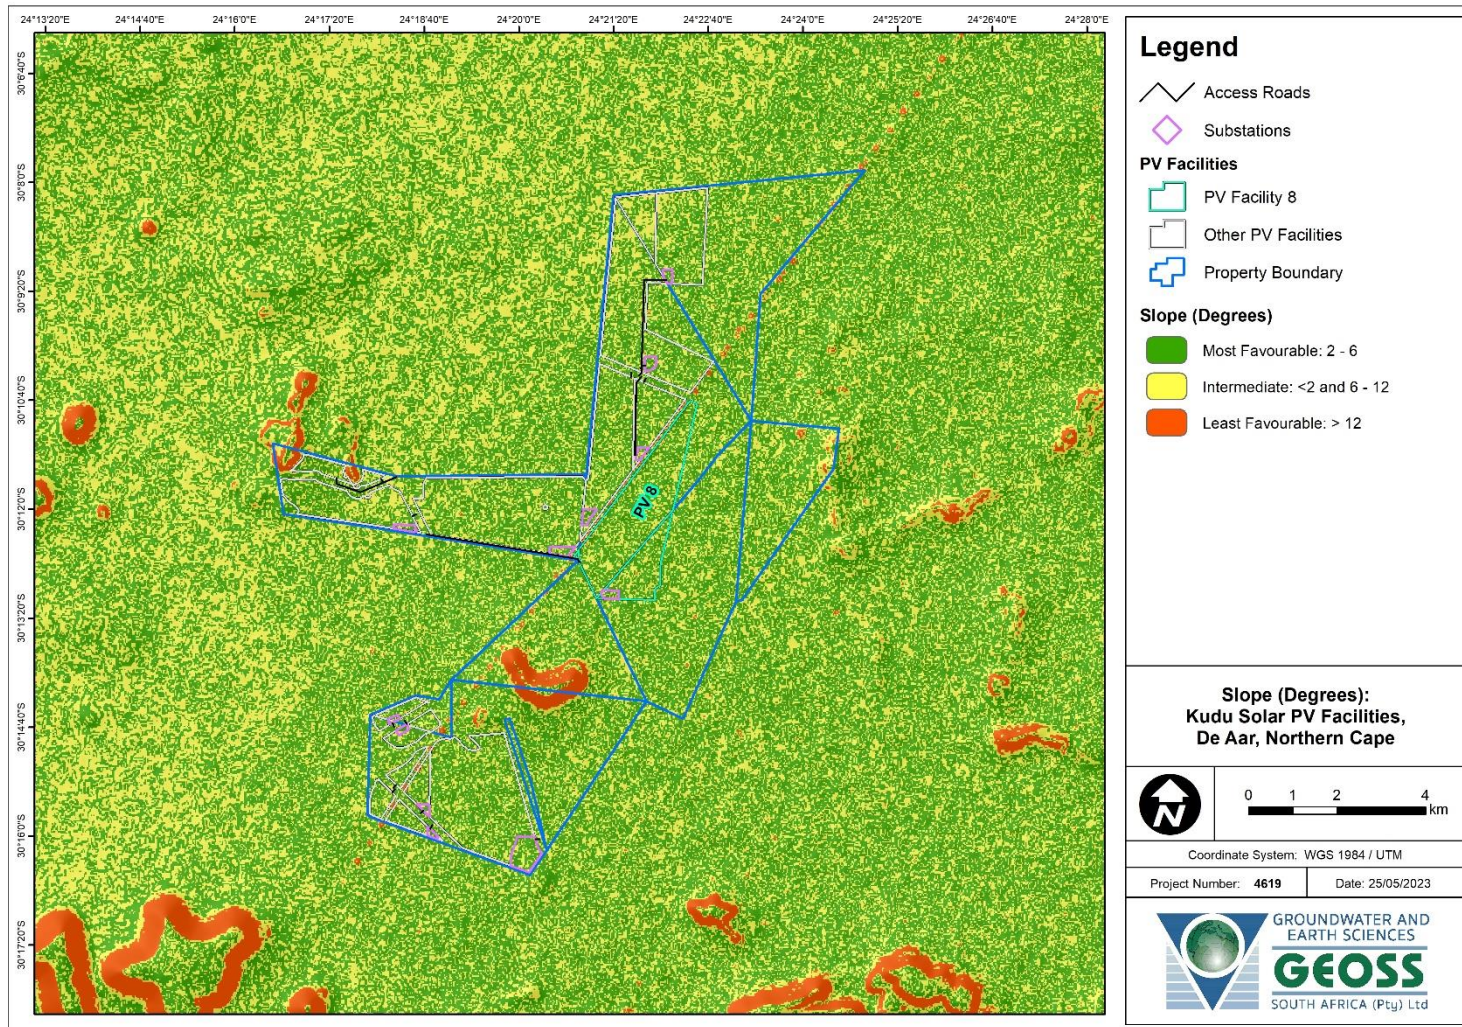 24°13'20"E 24°14'40"E 24°16'0"E 24°17'20"E 24°18'40"E 24°20'0"E 24°21'20"E 24°22'40"E 24°24'0"E 24°25'20"E 24°26'40"E 24°28'0"E
30°6'40"S
30°8'0"S
30°9'20"S
30°10'40"S
30°12'0"S
30°13'20"S
30°14'40"S
30°16'0"S
30°17'20"S
PV 8
Legend
Access Roads
Substations
PV Facilities
PV Facility 8
Other PV Facilities
Property Boundary
Slope (Degrees)
Most Favourable: 2 - 6
Intermediate: <2 and 6 - 12
Least Favourable: > 12
Slope (Degrees):
Kudu Solar PV Facilities,
De Aar, Northern Cape
N
0 1 2 4
km
Coordinate System: WGS 1984 / UTM
Project Number: 4619 Date: 25/05/2023
GROUNDWATER AND
EARTH SCIENCES
GEOSS
SOUTH AFRICA (Pty) Ltd